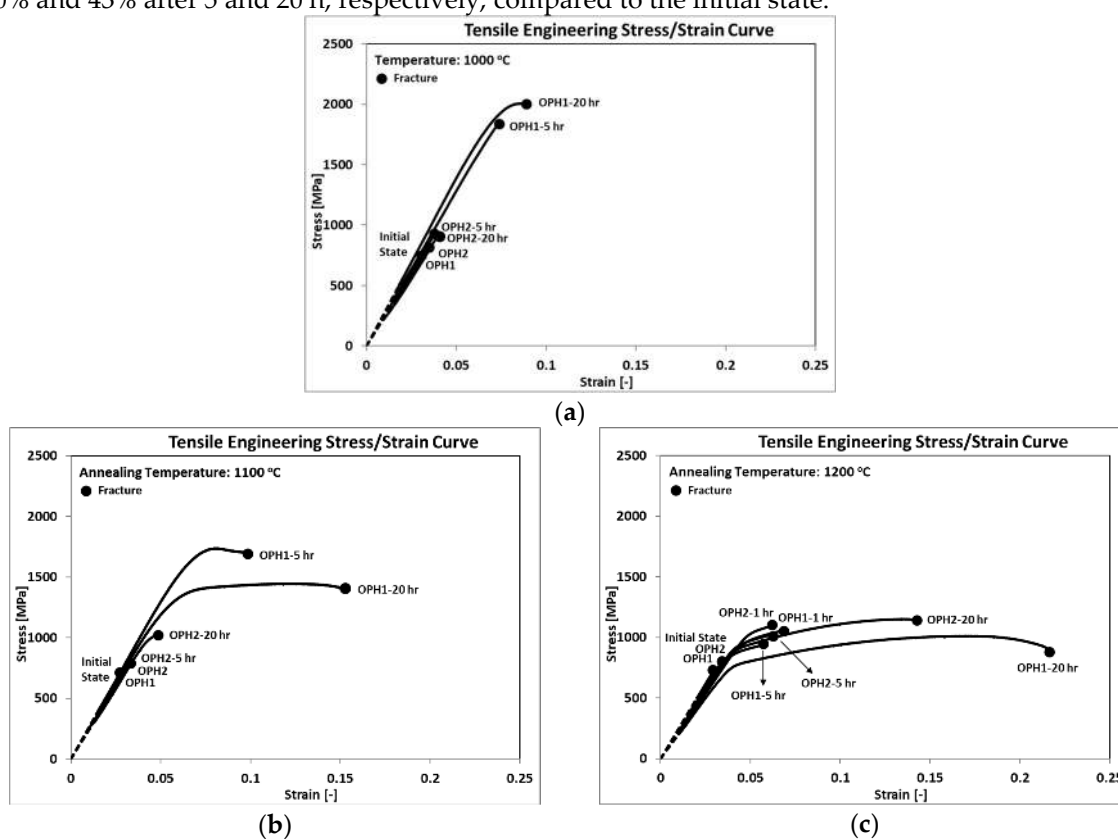 0% and 45% after 5 and 20 h, respectively, compared to the initial state.
Tensile Engineering Stress/Strain Curve
Temperature: 1000 °C
Fracture
2500
2000
1500
1000
500
0
Stress [MPa]
OPH1-20 hr
OPH1-5 hr
OPH2-5 hr
OPH2-20 hr
Initial
State
OPH2
OPH1
0 0.05 0.1 0.15 0.2 0.25
Strain [-]
(a)
Tensile Engineering Stress/Strain Curve
Annealing Temperature: 1100 °C
Fracture
2500
2000
1500
1000
500
0
Stress [MPa]
OPH1-5 hr
OPH1-20 hr
OPH2-20 hr
OPH2-5 hr
Initial
State
OPH2
OPH1
0 0.05 0.1 0.15 0.2 0.25
Strain [-]
(b)
Tensile Engineering Stress/Strain Curve
Annealing Temperature: 1200 °C
Fracture
2500
2000
1500
1000
500
0
Stress [MPa]
OPH2-1 hr
OPH1-1 hr
OPH2-20 hr
Initial State
OPH2
OPH1
OPH1-5 hr
OPH2-5 hr
OPH1-20 hr
0 0.05 0.1 0.15 0.2 0.25
Strain [-]
(c)